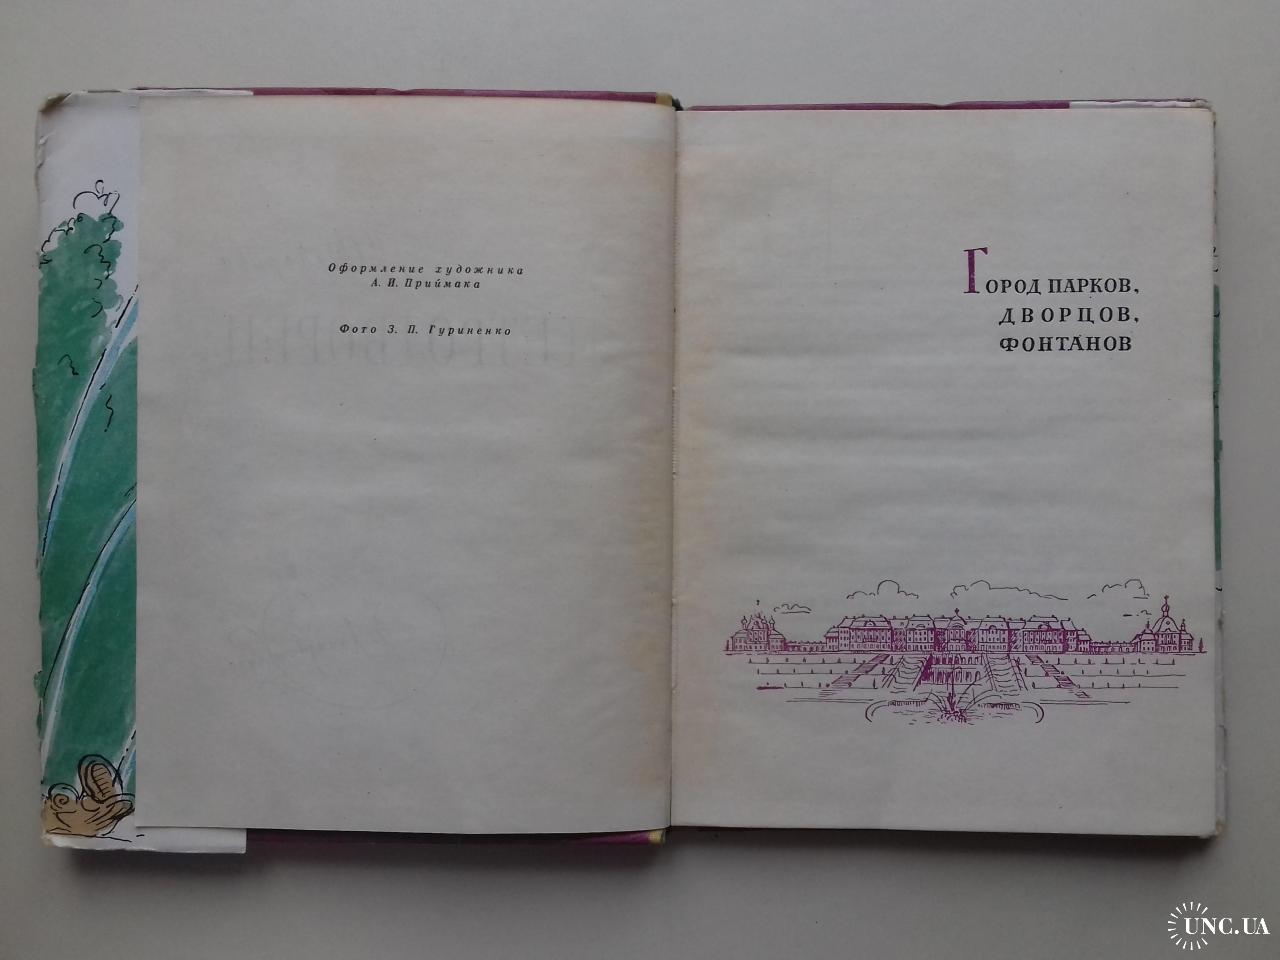 Оформление художника
А. И. Приймака
Фото З. П. Гуриненко
Город парков,
дворцов,
фонтанов
UNC.UA